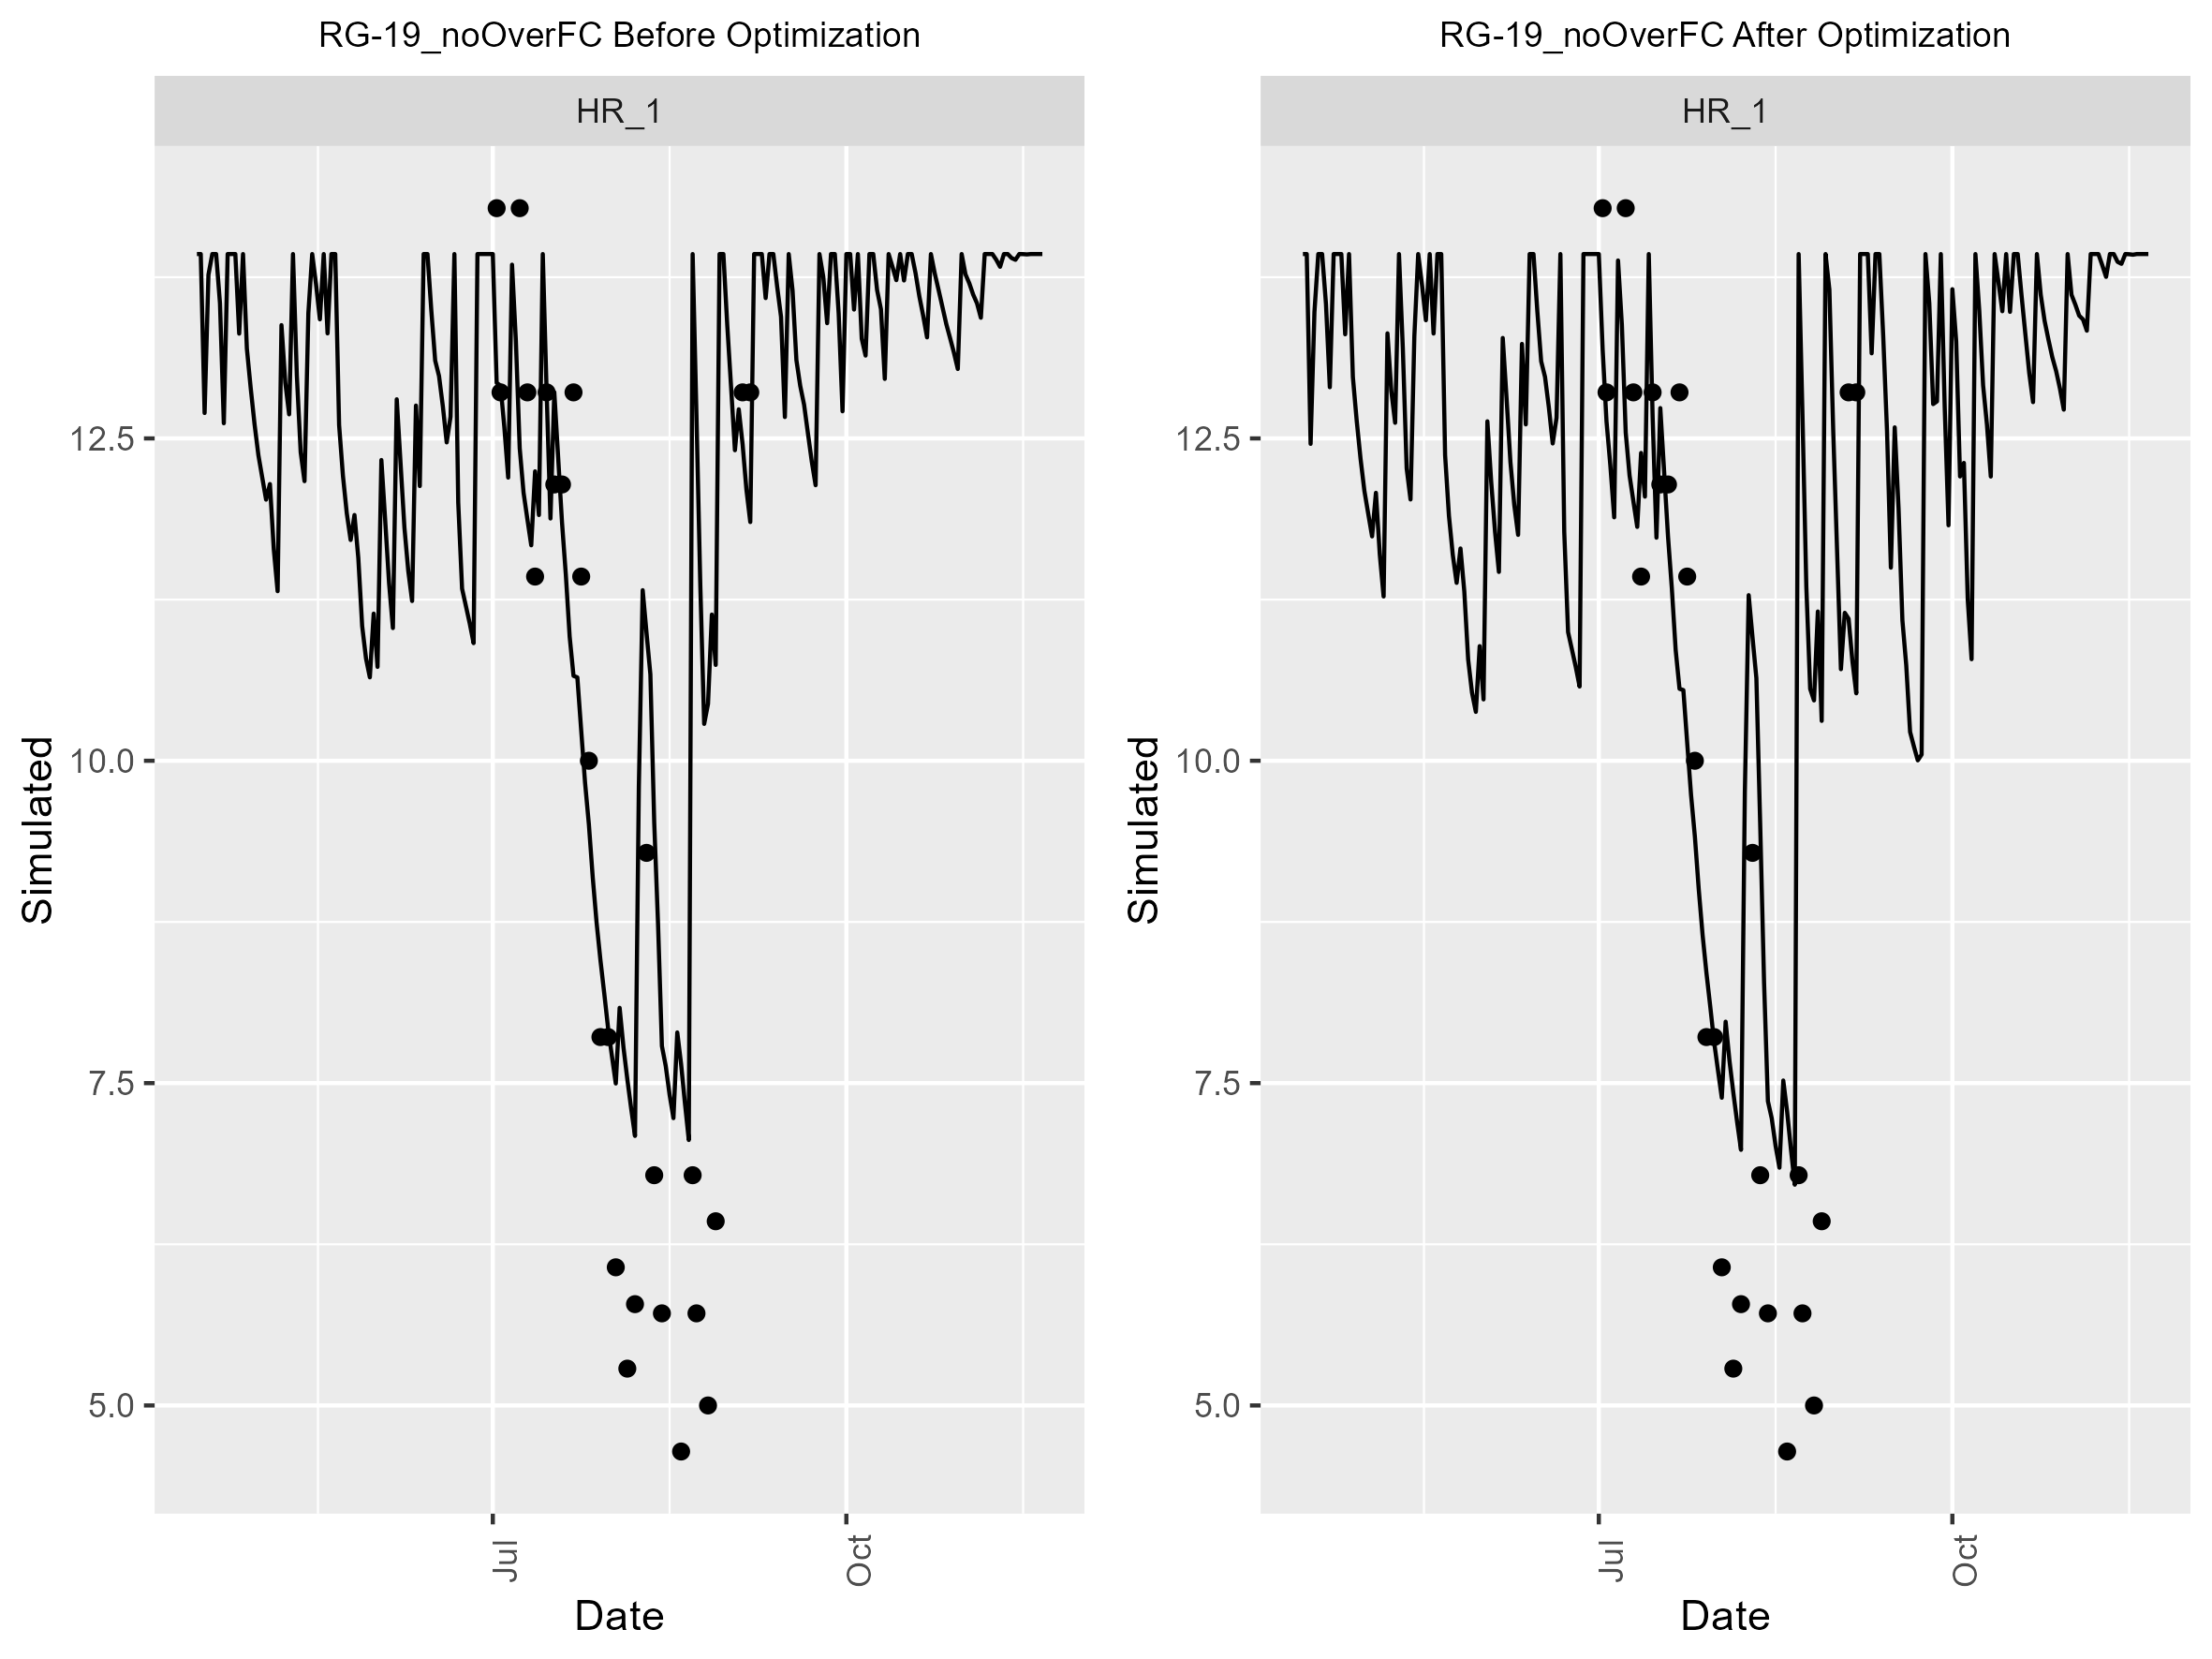 RG-19_noOverFC Before Optimization
HR_1
12.5
10.0
7.5
5.0
Simulated
Jul
Oct
Date
RG-19_noOverFC After Optimization
HR_1
12.5
10.0
7.5
5.0
Simulated
Jul
Oct
Date